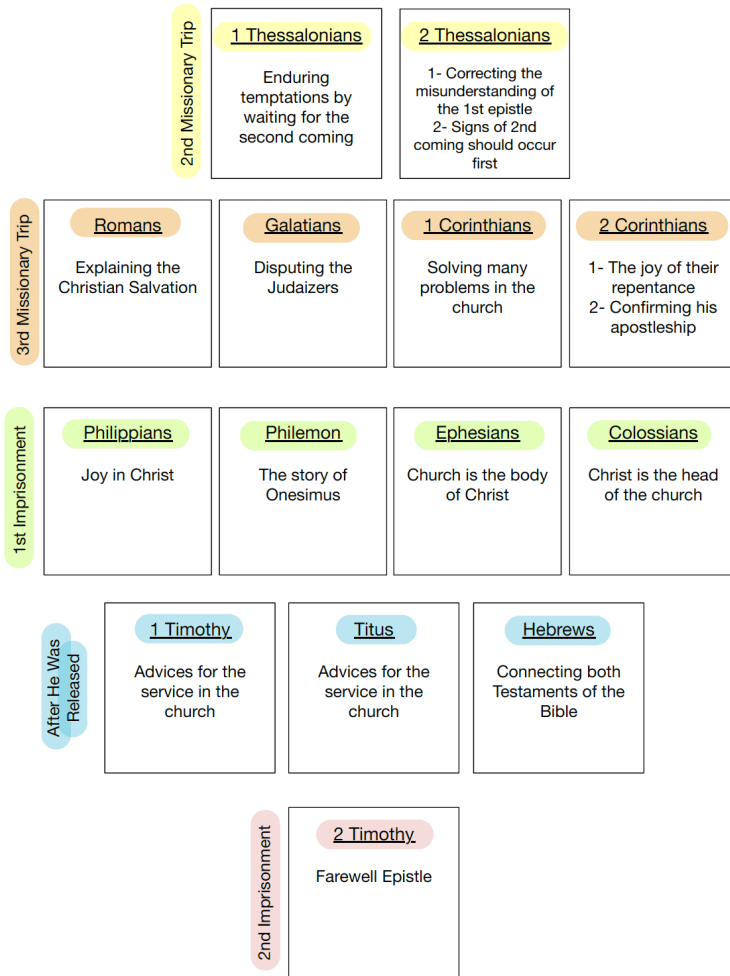 2nd Missionary Trip
1 Thessalonians
Enduring
temptations by
waiting for the
second coming
2 Thessalonians
1- Correcting the
misunderstanding of
the 1st epistle
2- Signs of 2nd
coming should occur
first
3rd Missionary Trip
Romans
Explaining the
Christian Salvation
Galatians
Disputing the
Judaizers
1 Corinthians
Solving many
problems in the
church
2 Corinthians
1- The joy of their
repentance
2- Confirming his
apostleship
1st Imprisonment
Philippians
Joy in Christ
Philemon
The story of
Onesimus
Ephesians
Church is the body
of Christ
Colossians
Christ is the head
of the church
After He Was
Released
1 Timothy
Advices for the
service in the
church
Titus
Advices for the
service in the
church
Hebrews
Connecting both
Testaments of the
Bible
2nd Imprisonment
2 Timothy
Farewell Epistle